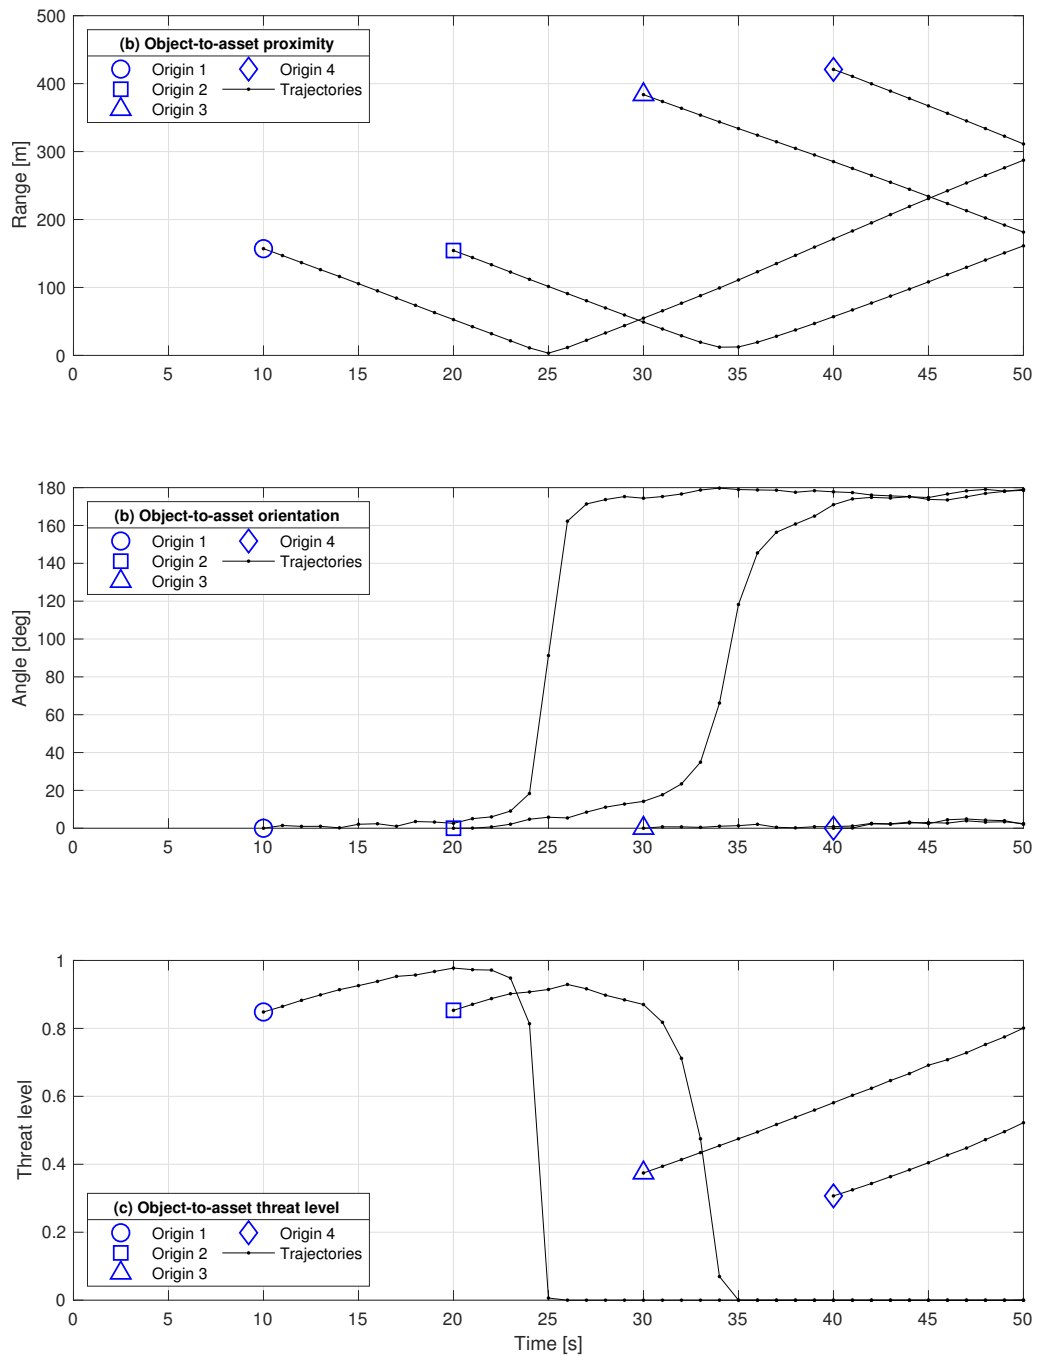 500
400
300
200
100
0
Range [m]
(b) Object-to-asset proximity
Origin 1
Origin 4
Origin 2
Trajectories
Origin 3
0 5 10 15 20 25 30 35 40 45 50
180
160
140
120
100
80
60
40
20
0
Angle [deg]
(b) Object-to-asset orientation
Origin 1
Origin 4
Origin 2
Trajectories
Origin 3
0 5 10 15 20 25 30 35 40 45 50
1
0.8
0.6
0.4
0.2
0
Threat level
(c) Object-to-asset threat level
Origin 1
Origin 4
Origin 2
Trajectories
Origin 3
0 5 10 15 20 25 30 35 40 45 50
Time [s]